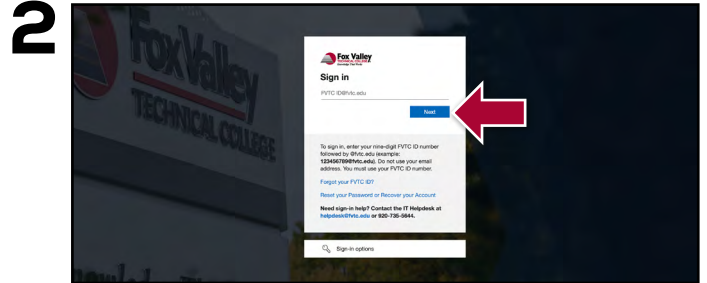 2
Fox Valley
TECHNICAL COLLEGE
Fox Valley
TECHNICAL COLLEGE
Sign in
FVTC ID@fvtc.edu
Next
To sign in, enter your nine-digit FVTC ID number
followed by @fvtc.edu (example:
123456789@fvtc.edu). Do not use your email
address. You must use your FVTC ID number.
Forgot your FVTC ID?
Reset your Password or Recover your Account
Need sign-in help? Contact the IT Helpdesk at
helpdesk@fvtc.edu or 920-735-5644.
Sign-in options